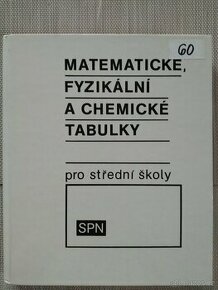 60
MATEMATICKÉ,
FYZIKÁLNÍ
A CHEMICKÉ
TABULKY
pro střední školy
SPN